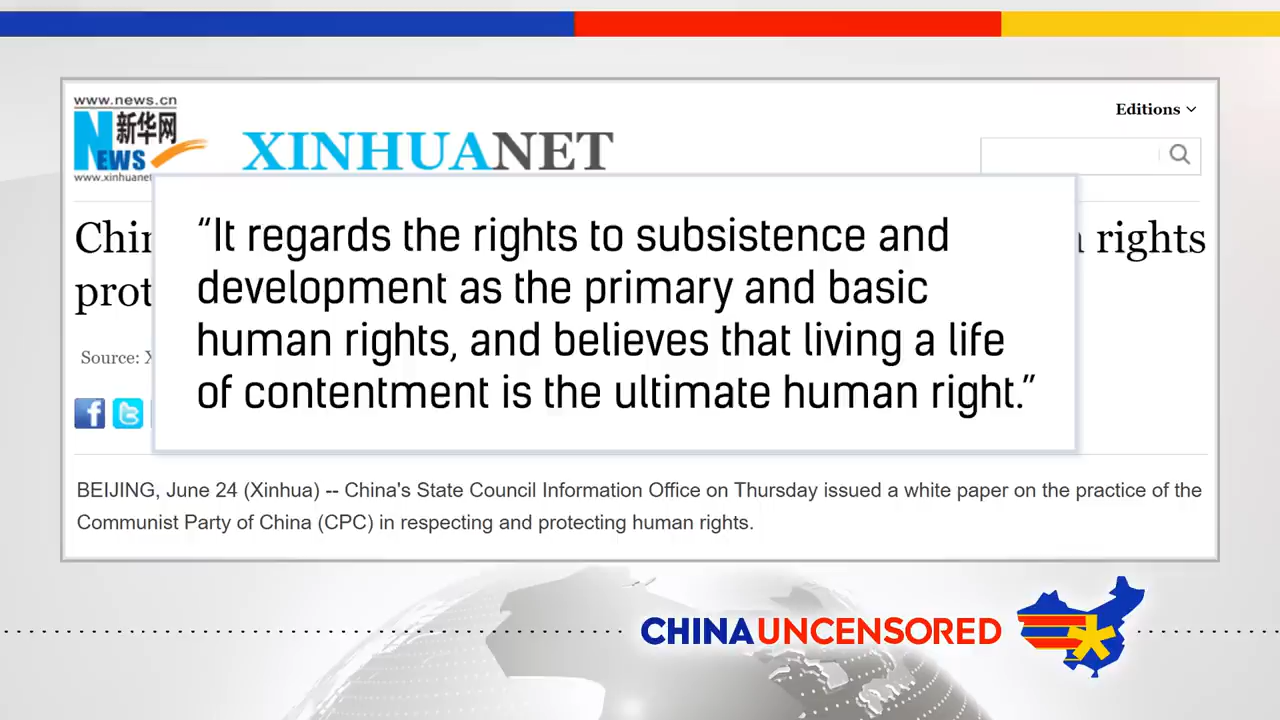 www.news.cn
新华网
NEWS
www.xinhuanet
XINHUANET
Editions
rights
“It regards the rights to subsistence and
development as the primary and basic
human rights, and believes that living a life
of contentment is the ultimate human right.”
Source:
BEIJING, June 24 (Xinhua) -- China's State Council Information Office on Thursday issued a white paper on the practice of the
Communist Party of China (CPC) in respecting and protecting human rights.
CHINA UNCENSORED